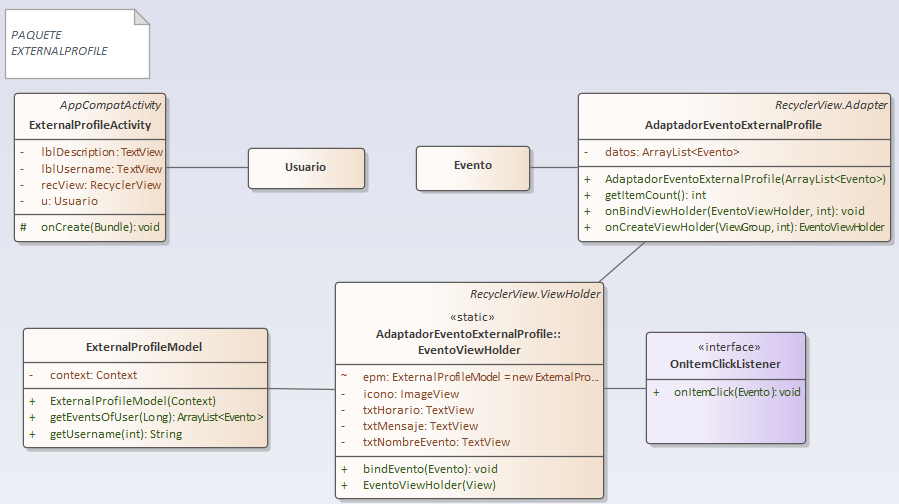 PAQUETE
EXTERNALPROFILE
AppCompatActivity
ExternalProfileActivity
- lblDescription: TextView
- lblUsername: TextView
- recView: RecyclerView
- u: Usuario
# onCreate(Bundle): void
Usuario
Evento
RecyclerView.Adapter
AdaptadorEventoExternalProfile
- datos: ArrayList<Evento>
+ AdaptadorEventoExternalProfile(ArrayList<Evento>)
+ getItemCount(): int
+ onBindViewHolder(EventoViewHolder, int): void
+ onCreateViewHolder(ViewGroup, int): EventoViewHolder
ExternalProfileModel
- context: Context
+ ExternalProfileModel(Context)
+ getEventsOfUser(Long): ArrayList<Evento>
+ getUsername(int): String
RecyclerView.ViewHolder
«static»
AdaptadorEventoExternalProfile::
EventoViewHolder
~ epm: ExternalProfileModel = new ExternalPro...
- icono: ImageView
- txtHorario: TextView
- txtMensaje: TextView
- txtNombreEvento: TextView
+ bindEvento(Evento): void
+ EventoViewHolder(View)
«interface»
OnItemClickListener
+ onItemClick(Evento): void